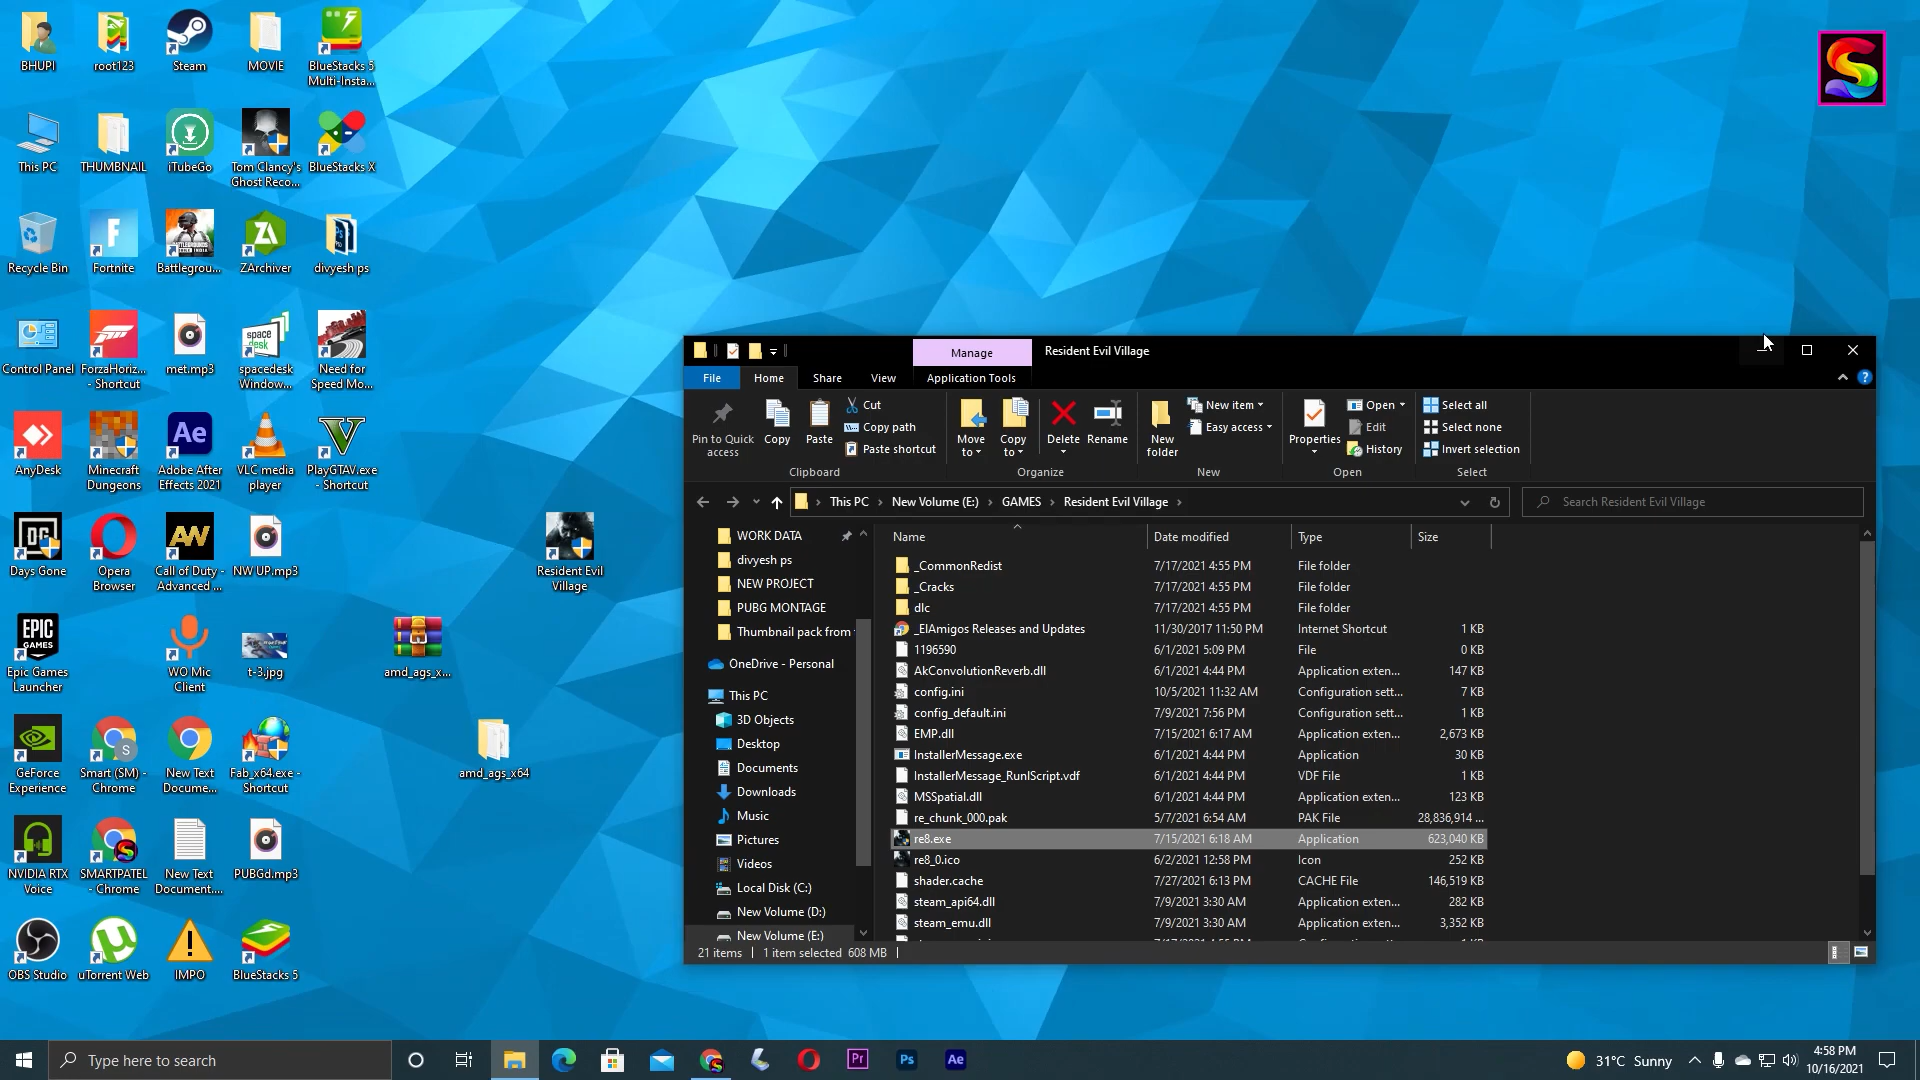 BHUPI
root123
Steam
MOVIE
BlueStacks 5
Multi-Insta...
This PC
THUMBNAIL
iTubeGo
Tom Clancy's
Ghost Reco...
BlueStacks X
Recycle Bin
Fortnite
Battlegrou...
ZArchiver
divyesh ps
Control Panel
ForzaHoriz...
- Shortcut
met.mp3
spacedesk
Window...
Need for
Speed Mo...
AnyDesk
Minecraft
Dungeons
Adobe After
Effects 2021
VLC media
player
PlayGTAV.exe
- Shortcut
Days Gone
Opera
Browser
Call of Duty -
Advanced ...
NW UP.mp3
Resident Evil
Village
Epic Games
Launcher
WO Mic
Client
t-3.jpg
amd_ags_x...
GeForce
Experience
Smart (SM) -
Chrome
New Text
Docume...
Fab_x64.exe -
Shortcut
amd_ags_x64
NVIDIA RTX
Voice
SMARTPATEL
- Chrome
New Text
Document....
PUBGd.mp3
OBS Studio
uTorrent Web
IMPO
BlueStacks 5
Manage
Resident Evil Village
File
Home
Share
View
Application Tools
Pin to Quick
access
Copy
Paste
Cut
Copy path
Paste shortcut
Clipboard
Move
to
Copy
to
Delete
Rename
Organize
New
folder
New item
Easy access
New
Properties
Open
Edit
History
Open
Select all
Select none
Invert selection
Select
This PC > New Volume (E:) > GAMES > Resident Evil Village >
Search Resident Evil Village
WORK DATA
divyesh ps
NEW PROJECT
PUBG MONTAGE
Thumbnail pack from
OneDrive - Personal
This PC
3D Objects
Desktop
Documents
Downloads
Music
Pictures
Videos
Local Disk (C:)
New Volume (D:)
New Volume (E:)
Name Date modified Type Size
_CommonRedist 7/17/2021 4:55 PM File folder
_Cracks 7/17/2021 4:55 PM File folder
dlc 7/17/2021 4:55 PM File folder
_ElAmigos Releases and Updates 11/30/2017 11:50 PM Internet Shortcut 1 KB
1196590 6/1/2021 5:09 PM File 0 KB
AkConvolutionReverb.dll 6/1/2021 4:44 PM Application exten... 147 KB
config.ini 10/5/2021 11:32 AM Configuration sett... 7 KB
config_default.ini 7/9/2021 7:56 PM Configuration sett... 1 KB
EMP.dll 7/15/2021 6:17 AM Application exten... 2,673 KB
InstallerMessage.exe 6/1/2021 4:44 PM Application 30 KB
InstallerMessage_RunIScript.vdf 6/1/2021 4:44 PM VDF File 1 KB
MSSpatial.dll 6/1/2021 4:44 PM Application exten... 123 KB
re_chunk_000.pak 5/7/2021 6:54 AM PAK File 28,836,914 ...
re8.exe 7/15/2021 6:18 AM Application 623,040 KB
re8_0.ico 6/2/2021 12:58 PM Icon 252 KB
shader.cache 7/27/2021 6:13 PM CACHE File 146,519 KB
steam_api64.dll 7/9/2021 3:30 AM Application exten... 282 KB
steam_emu.dll 7/9/2021 3:30 AM Application exten... 3,352 KB
21 items 1 item selected 608 MB
Type here to search
31°C Sunny
4:58 PM
10/16/2021